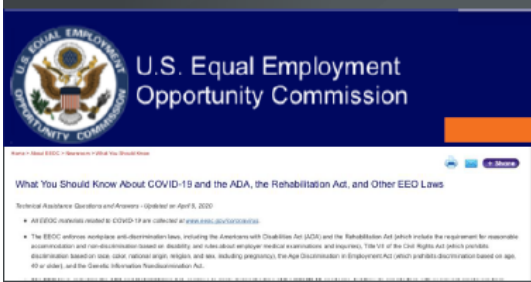 U.S. Equal Employment
Opportunity Commission
Home > About EEOC > Newsroom > What You Should Know
Share
What You Should Know About COVID-19 and the ADA, the Rehabilitation Act, and Other EEO Laws
Technical Assistance Questions and Answers - Updated on April 9, 2020
All EEOC materials related to COVID-19 are collected at www.eeoc.gov/coronavirus.
The EEOC enforces workplace anti-discrimination laws, including the Americans with Disabilities Act (ADA) and the Rehabilitation Act (which include the requirement for reasonable
accommodation and non-discrimination based on disability, and rules about employer medical examinations and inquiries), Title VII of the Civil Rights Act (which prohibits
discrimination based on race, color, national origin, religion, and sex, including pregnancy), the Age Discrimination in Employment Act (which prohibits discrimination based on age,
40 or older), and the Genetic Information Nondiscrimination Act.